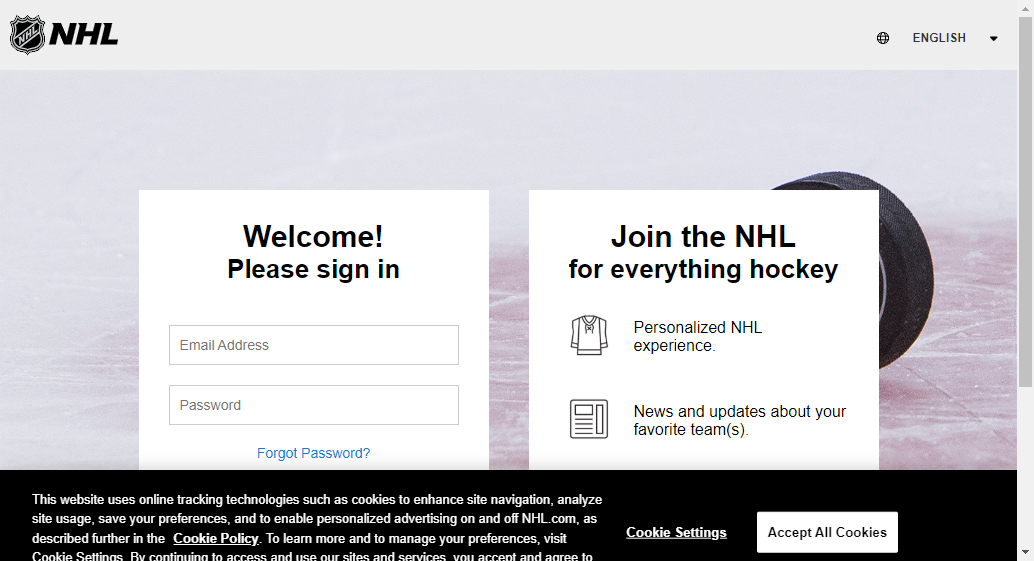 NHL NHL
ENGLISH
Welcome!
Please sign in
Email Address
Password
Forgot Password?
Join the NHL
for everything hockey
Personalized NHL
experience.
News and updates about your
favorite team(s).
This website uses online tracking technologies such as cookies to enhance site navigation, analyze
site usage, save your preferences, and to enable personalized advertising on and off NHL.com, as
described further in the Cookie Policy. To learn more and to manage your preferences, visit
Cookie Settings. By continuing to access and use our sites and services, you accept and agree to
Cookie Settings
Accept All Cookies